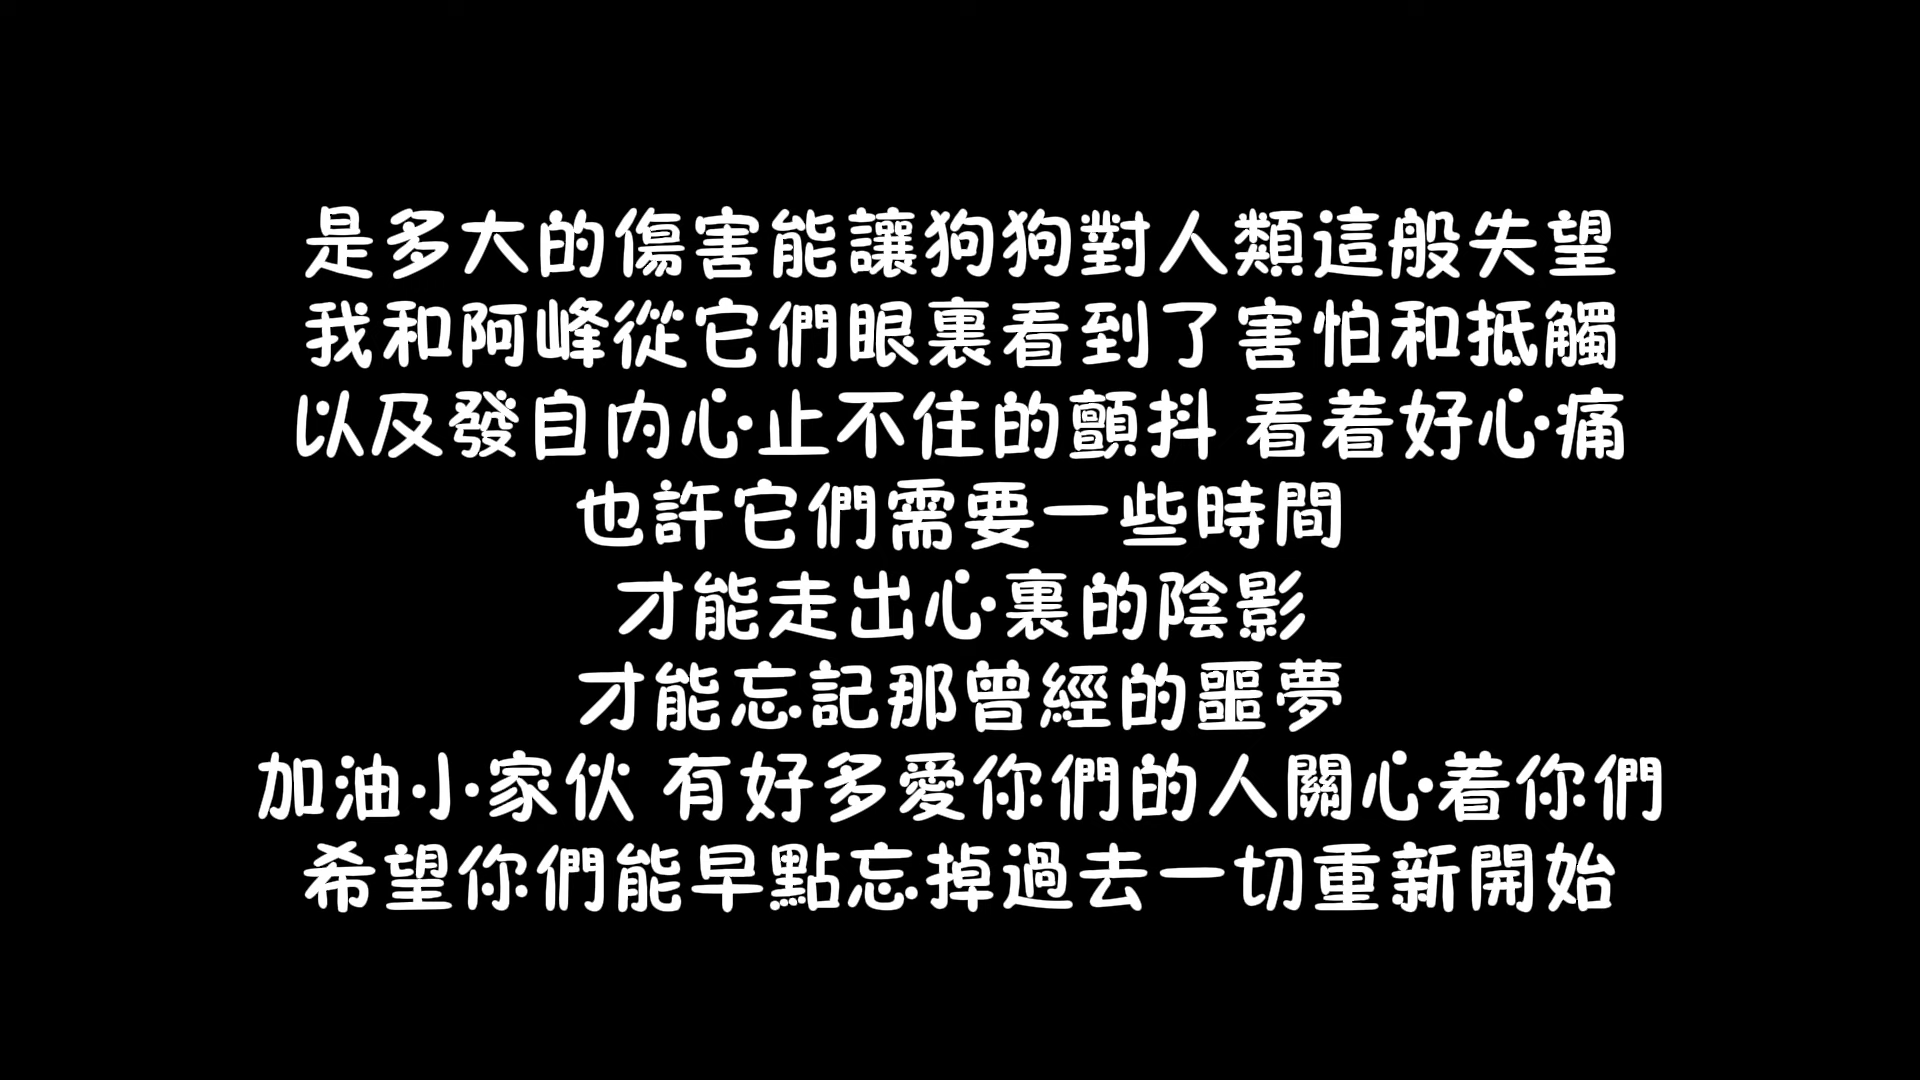 是多大的傷害能讓狗狗對人類這般失望
我和阿峰從它們眼裏看到了害怕和抵觸
以及發自内心止不住的顫抖 看着好心痛
也許它們需要一些時間
才能走出心裏的陰影
才能忘記那曾經的噩夢
加油小家伙 有好多愛你們的人關心着你們
希望你們能早點忘掉過去一切重新開始